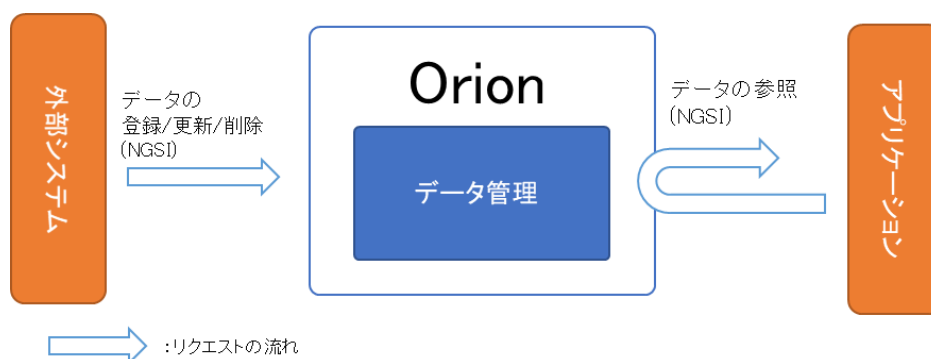 外部システム
データの
登録/更新/削除
(NGSI)
Orion
データ管理
データの参照
(NGSI)
アプリケーション
:リクエストの流れ